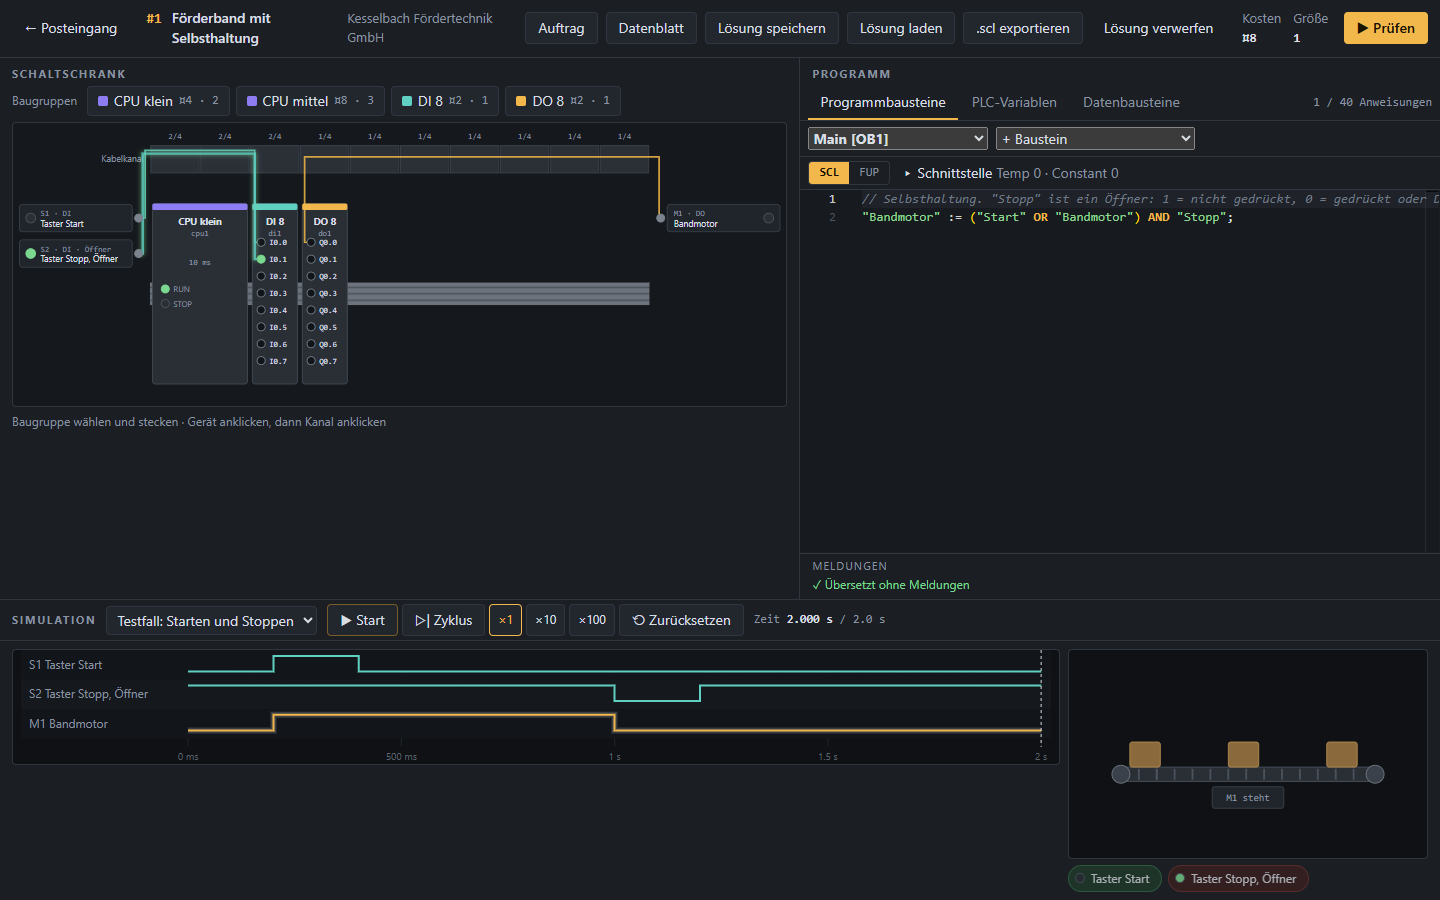 ← Posteingang
#1 Förderband mit Selbsthaltung
Kesselbach Fördertechnik GmbH
Auftrag
Datenblatt
Lösung speichern
Lösung laden
.scl exportieren
Lösung verwerfen
Kosten ¤8
Größe 1
▶ Prüfen
SCHALTSCHRANK
Baugruppen
CPU klein ¤4 · 2
CPU mittel ¤8 · 3
DI 8 ¤2 · 1
DO 8 ¤2 · 1
2/4 2/4 2/4 1/4 1/4 1/4 1/4 1/4 1/4 1/4
Kabelkanal
S1 · DI
Taster Start
S2 · DI · Öffner
Taster Stopp, Öffner
CPU klein
cpu1
10 ms
RUN
STOP
DI 8
di1
I0.0
I0.1
I0.2
I0.3
I0.4
I0.5
I0.6
I0.7
DO 8
do1
Q0.0
Q0.1
Q0.2
Q0.3
Q0.4
Q0.5
Q0.6
Q0.7
M1 · DO
Bandmotor
Baugruppe wählen und stecken · Gerät anklicken, dann Kanal anklicken
PROGRAMM
Programmbausteine
PLC-Variablen
Datenbausteine
1 / 40 Anweisungen
Main [OB1]
+ Baustein
SCL FUP ▸ Schnittstelle Temp 0 · Constant 0
1 // Selbsthaltung. "Stopp" ist ein Öffner: 1 = nicht gedrückt, 0 = gedrückt oder D
2 "Bandmotor" := ("Start" OR "Bandmotor") AND "Stopp";
MELDUNGEN
✓ Übersetzt ohne Meldungen
SIMULATION
Testfall: Starten und Stoppen
▶ Start
▷| Zyklus
×1
×10
×100
⟲ Zurücksetzen
Zeit 2.000 s / 2.0 s
S1 Taster Start
S2 Taster Stopp, Öffner
M1 Bandmotor
0 ms 500 ms 1 s 1.5 s 2 s
M1 steht
Taster Start
Taster Stopp, Öffner